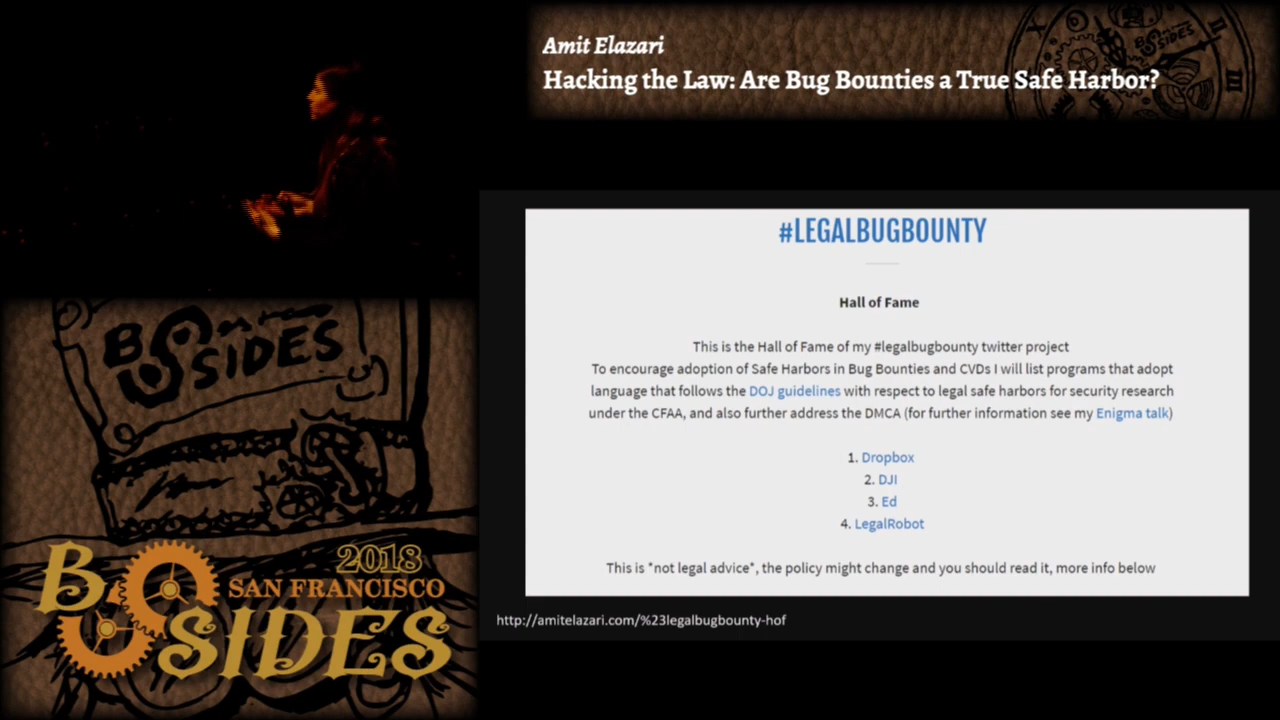 Amit Elazari
Hacking the Law: Are Bug Bounties a True Safe Harbor?
#LEGALBUGBOUNTY
Hall of Fame
This is the Hall of Fame of my #legalbugbounty twitter project
To encourage adoption of Safe Harbors in Bug Bounties and CVDs I will list programs that adopt
language that follows the DOJ guidelines with respect to legal safe harbors for security research
under the CFAA, and also further address the DMCA (for further information see my Enigma talk)
1. Dropbox
2. DJI
3. Ed
4. LegalRobot
This is *not legal advice*, the policy might change and you should read it, more info below
http://amitelazari.com/%23legalbugbounty-hof
BSIDES
BSIDES
2018
SAN FRANCISCO
BSIDES